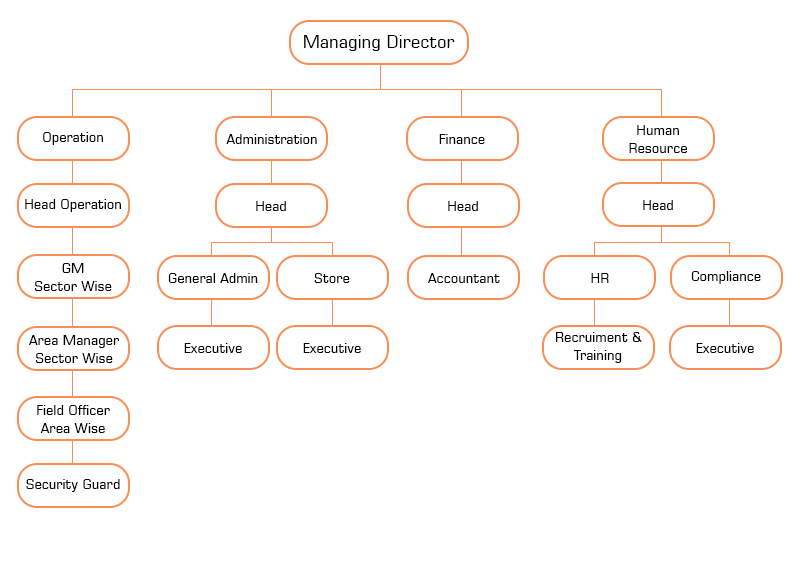 Managing Director
Operation
Administration
Finance
Human
Resource
Head Operation
Head
Head
Head
GM
Sector Wise
General Admin
Store
Accountant
HR
Compliance
Area Manager
Sector Wise
Executive
Executive
Recruiment &
Training
Executive
Field Officer
Area Wise
Security Guard